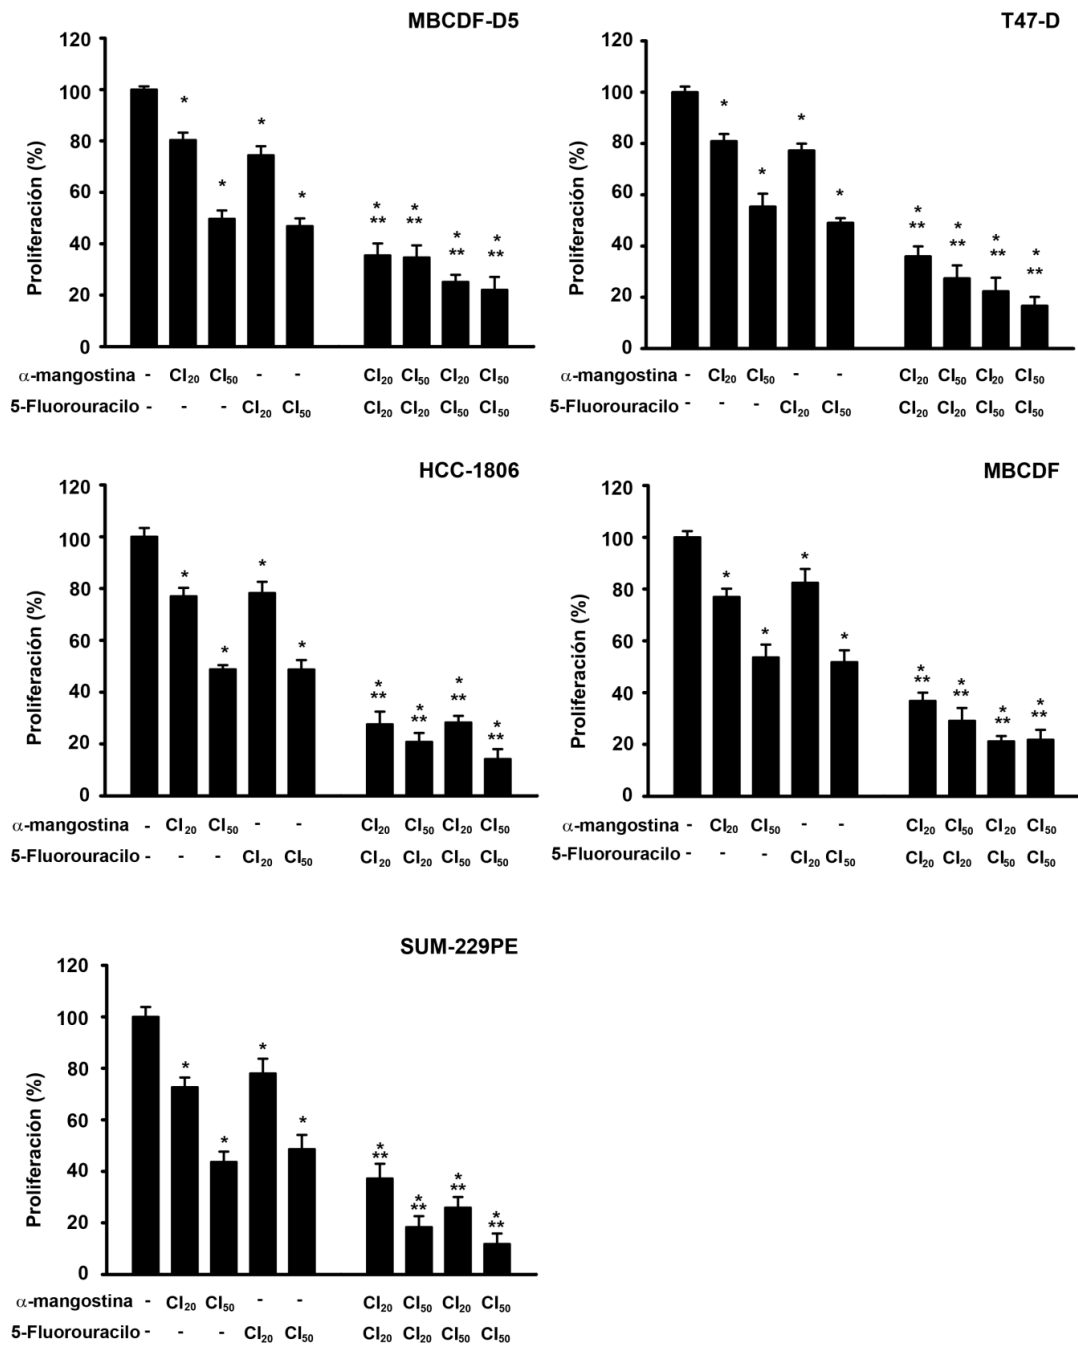 MBCDF-D5
120
100
80
60
40
20
0
Proliferación (%)
* * * * * ** * ** * ** * **
α-mangostina - CI20 CI50 - - CI20 CI50 CI20 CI50
5-Fluorouracilo - - - CI20 CI50 CI20 CI20 CI50 CI50
T47-D
120
100
80
60
40
20
0
Proliferación (%)
* * * * * ** * ** * ** * **
α-mangostina - CI20 CI50 - - CI20 CI50 CI20 CI50
5-Fluorouracilo - - - CI20 CI50 CI20 CI20 CI50 CI50
HCC-1806
120
100
80
60
40
20
0
Proliferación (%)
* * * * * ** * ** * ** * **
α-mangostina - CI20 CI50 - - CI20 CI50 CI20 CI50
5-Fluorouracilo - - - CI20 CI50 CI20 CI20 CI50 CI50
MBCDF
120
100
80
60
40
20
0
Proliferación (%)
* * * * * ** * ** * ** * **
α-mangostina - CI20 CI50 - - CI20 CI50 CI20 CI50
5-Fluorouracilo - - - CI20 CI50 CI20 CI20 CI50 CI50
SUM-229PE
120
100
80
60
40
20
0
Proliferación (%)
* * * * * ** * ** * ** * **
α-mangostina - CI20 CI50 - - CI20 CI50 CI20 CI50
5-Fluorouracilo - - - CI20 CI50 CI20 CI20 CI50 CI50